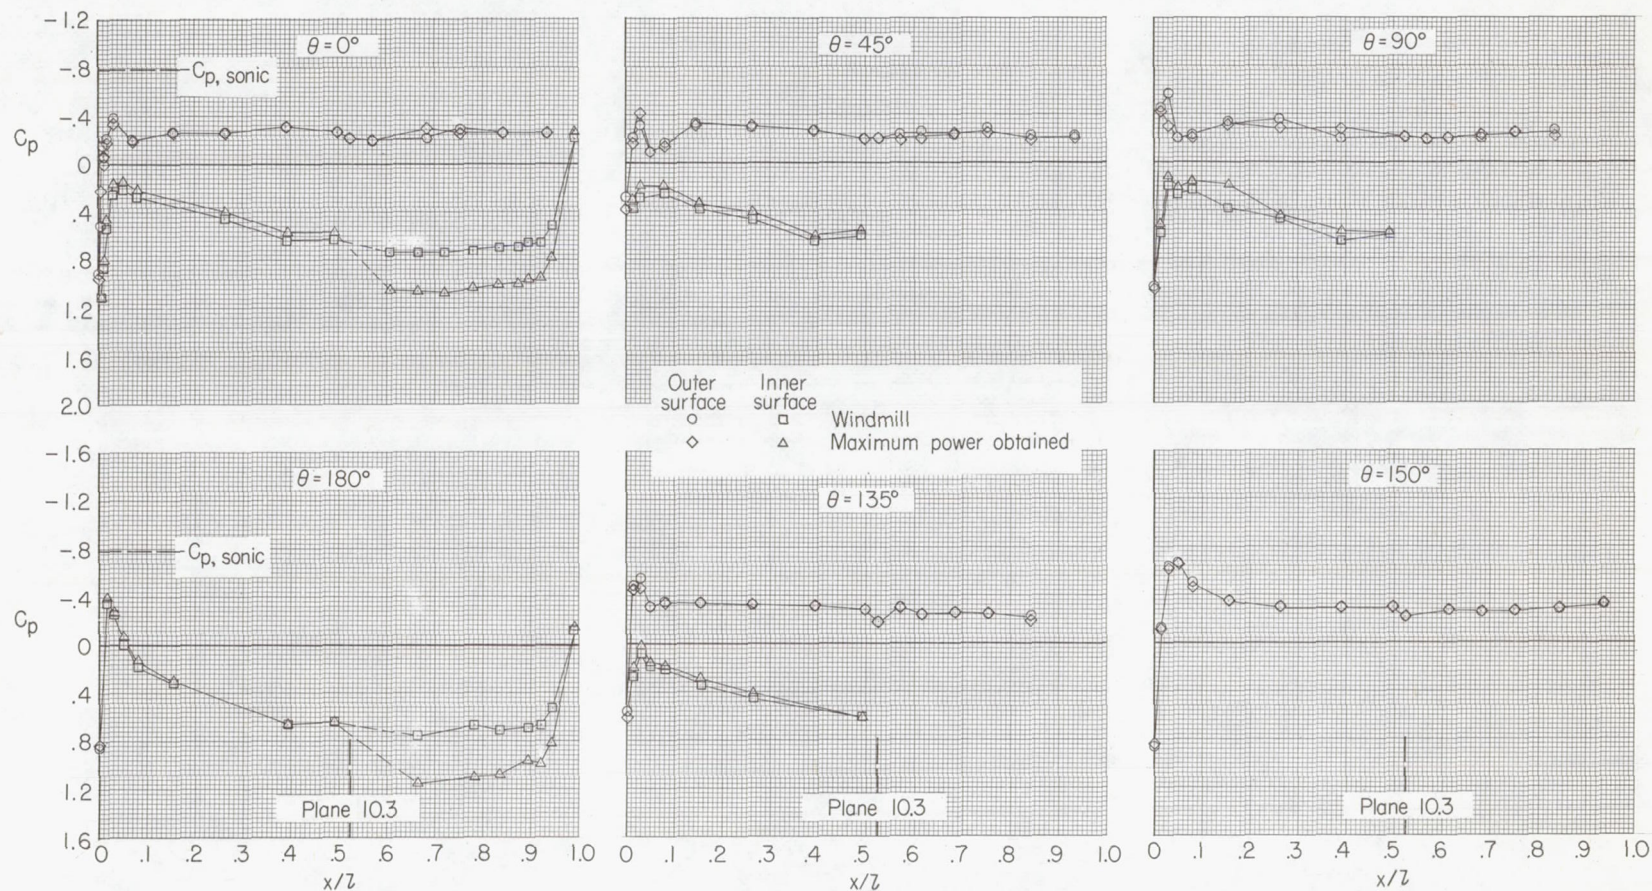 −1.2
−.8
−.4
0
.4
.8
1.2
1.6
2.0
Cp
θ = 0°
Cp, sonic
θ = 45°
θ = 90°
Outer surface
Inner surface
Windmill
Maximum power obtained
−1.6
−1.2
−.8
−.4
0
.4
.8
1.2
1.6
Cp
θ = 180°
Cp, sonic
Plane 10.3
θ = 135°
Plane 10.3
θ = 150°
Plane 10.3
0 .1 .2 .3 .4 .5 .6 .7 .8 .9 1.0
x/l
0 .1 .2 .3 .4 .5 .6 .7 .8 .9 1.0
x/l
0 .1 .2 .3 .4 .5 .6 .7 .8 .9 1.0
x/l